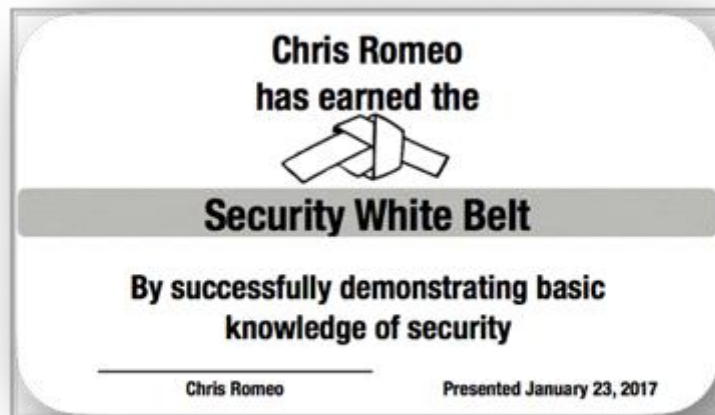 Chris Romeo
has earned the
Security White Belt
By successfully demonstrating basic
knowledge of security
Chris Romeo Presented January 23, 2017